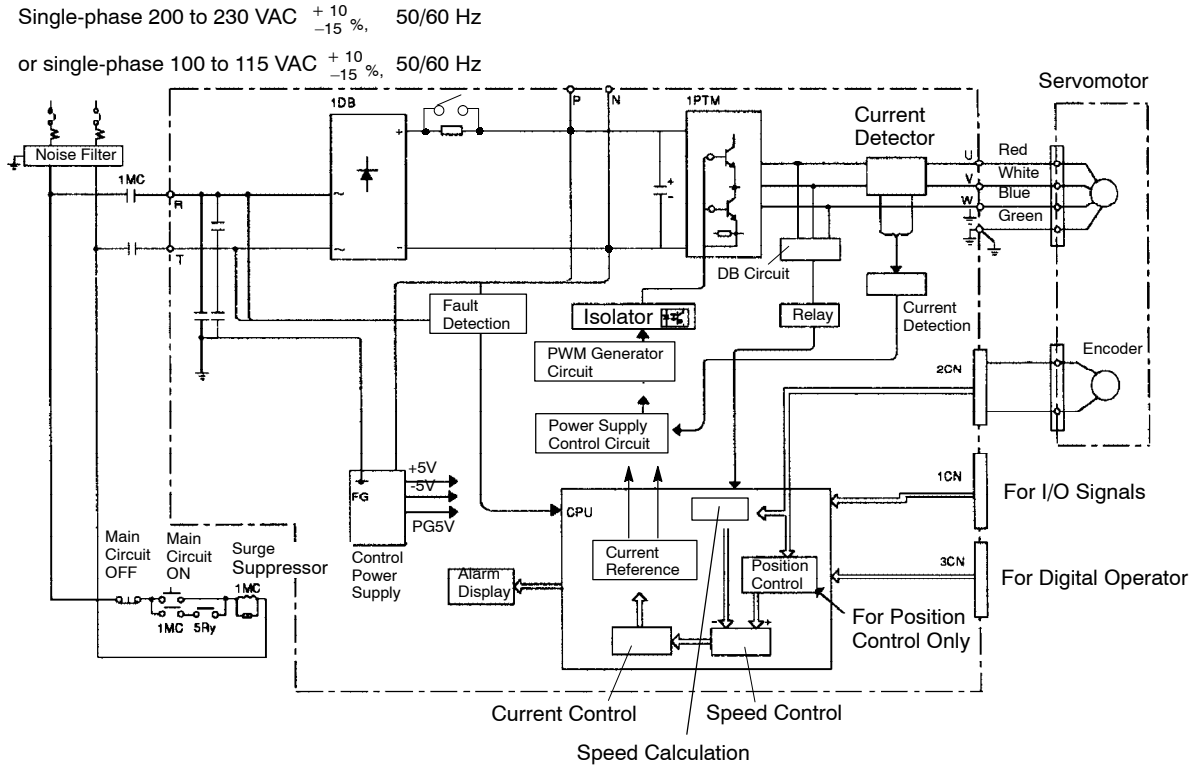 Single-phase 200 to 230 VAC + 10 −15 %, 50/60 Hz
or single-phase 100 to 115 VAC + 10 −15 %, 50/60 Hz
Servomotor
1DB
P
N
1PTM
Current
Detector
Noise Filter
1MC
R
T
+
~
~
−
+
−
U
V
W
Red
White
Blue
Green
DB Circuit
Fault
Detection
Isolator
Relay
Current
Detection
PWM Generator
Circuit
2CN
Encoder
Power Supply
Control Circuit
+5V
-5V
PG5V
FG
Control
Power
Supply
1CN
For I/O Signals
CPU
Main
Circuit
OFF
Main
Circuit
ON
Surge
Suppressor
1MC
1MC
5Ry
Current
Reference
Position
Control
Alarm
Display
3CN
For Digital Operator
For Position
Control Only
−
+
Current Control
Speed Control
Speed Calculation